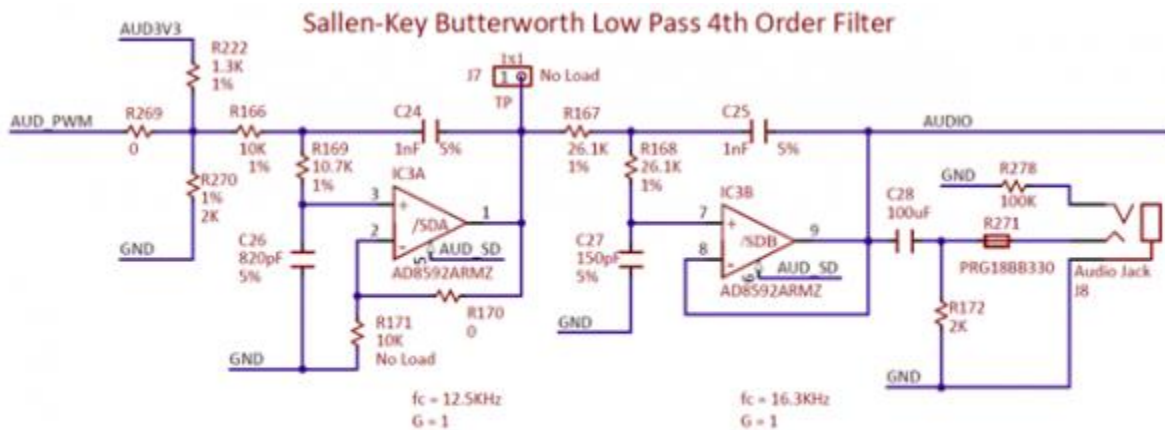 Sallen-Key Butterworth Low Pass 4th Order Filter
AUD3V3
R222
1.3K
1%
1x1
J7
1
No Load
TP
AUD_PWM
R269
0
R166
10K
1%
C24
1nF
5%
R167
26.1K
1%
C25
1nF
5%
AUDIO
R169
10.7K
1%
R168
26.1K
1%
R270
1%
2K
GND
IC3A
3
+
/SDA
1
2
-
5
AUD_SD
AD8592ARMZ
C26
820pF
5%
IC3B
7
+
/SDB
9
8
-
6
AUD_SD
AD8592ARMZ
C27
150pF
5%
GND
R278
100K
C28
100uF
R271
PRG18BB330
Audio Jack
J8
R170
0
R171
10K
No Load
GND
GND
R172
2K
GND
fc = 12.5KHz
G = 1
fc = 16.3KHz
G = 1